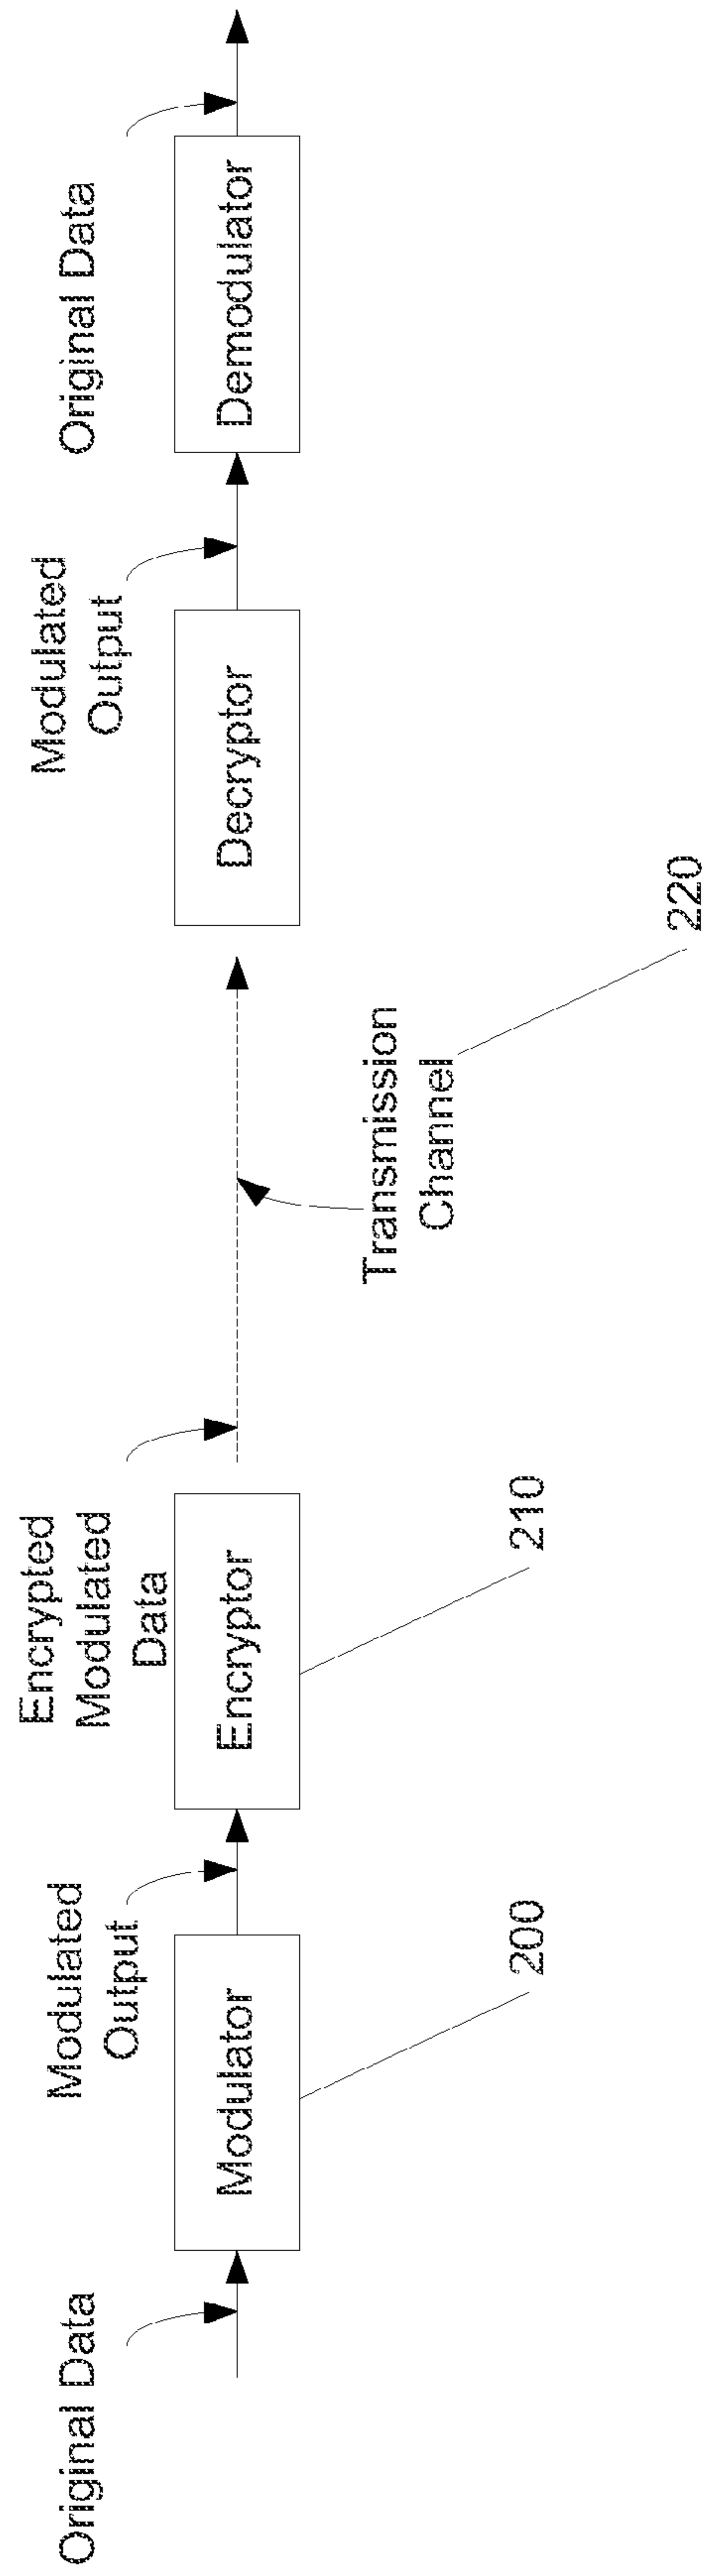 Original Data
Modulator
200
Modulated
Output
Encryptor
210
Encrypted
Modulated
Data
Transmission
Channel
220
Decryptor
Modulated
Output
Demodulator
Original Data